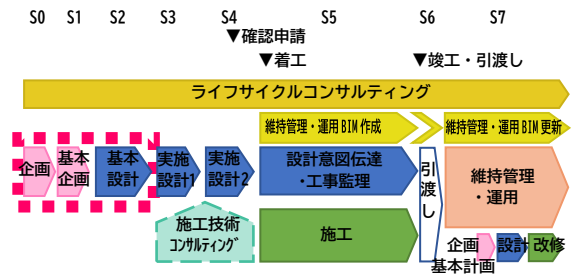 S0 S1 S2 S3 S4 S5 S6 S7
▼確認申請
▼着工 ▼竣工・引渡し
ライフサイクルコンサルティング
維持管理・運用BIM作成 維持管理・運用BIM更新
企画
基本
企画
基本
設計
実施
設計1
実施
設計2
設計意図伝達
・工事監理
引
渡
し
維持管理
・運用
施工技術
コンサルティング
施工
企画
基本計画
設計
改修